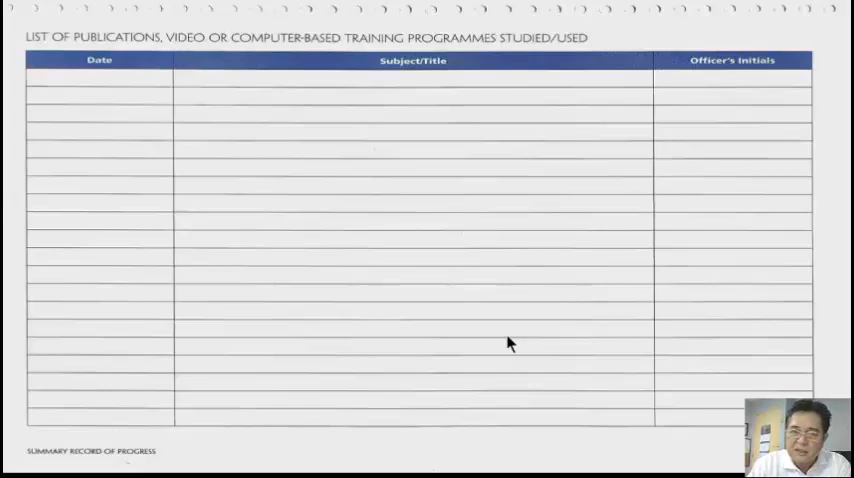 LIST OF PUBLICATIONS, VIDEO OR COMPUTER-BASED TRAINING PROGRAMMES STUDIED/USED
Date Subject/Title Officer's Initials
SUMMARY RECORD OF PROGRESS